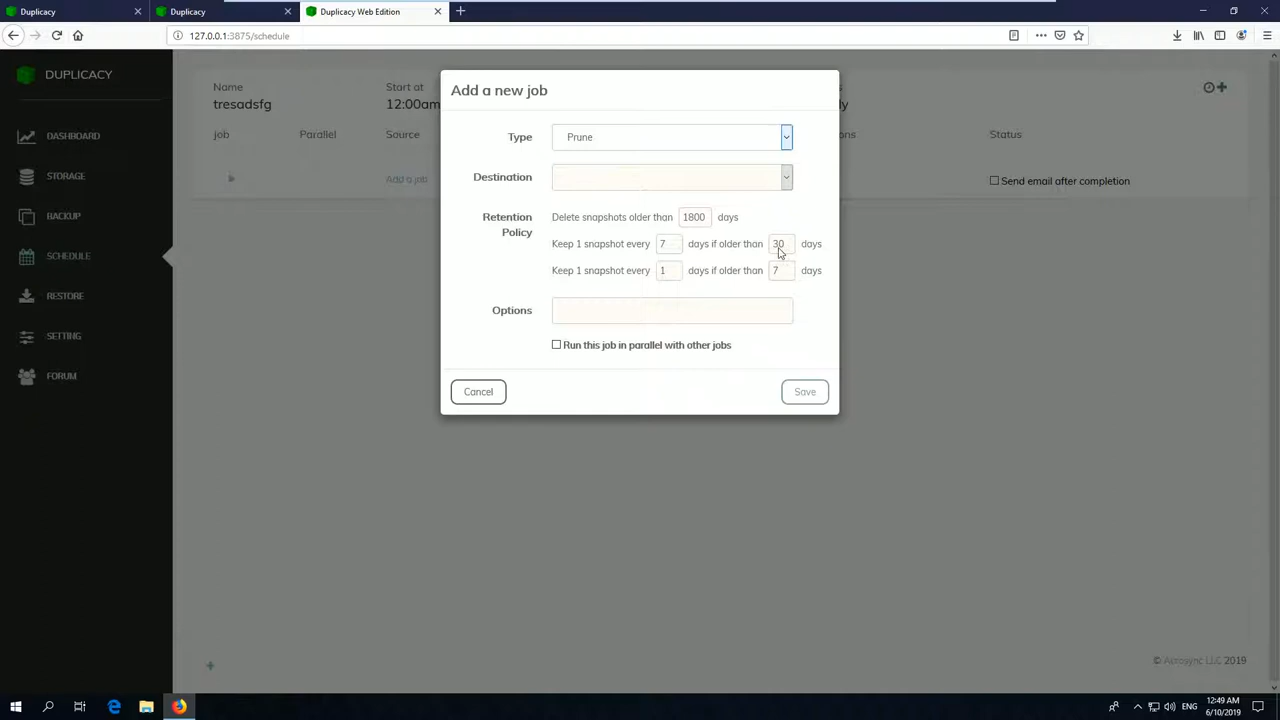 Duplicacy
Duplicacy
Duplicacy Web Edition
127.0.0.1:3875/schedule
DUPLICACY
DASHBOARD
STORAGE
BACKUP
SCHEDULE
RESTORE
SETTING
FORUM
Name
tresadsfg
Start at
12:00am
job
Parallel
Source
Status
Add a job
Send email after completion
Add a new job
Type
Prune
Destination
Retention Policy
Delete snapshots older than 1800 days
Keep 1 snapshot every 7 days if older than 30 days
Keep 1 snapshot every 1 days if older than 7 days
Options
Run this job in parallel with other jobs
Cancel
Save
© Acrosync LLC 2019
ENG
12:49 AM
6/10/2019